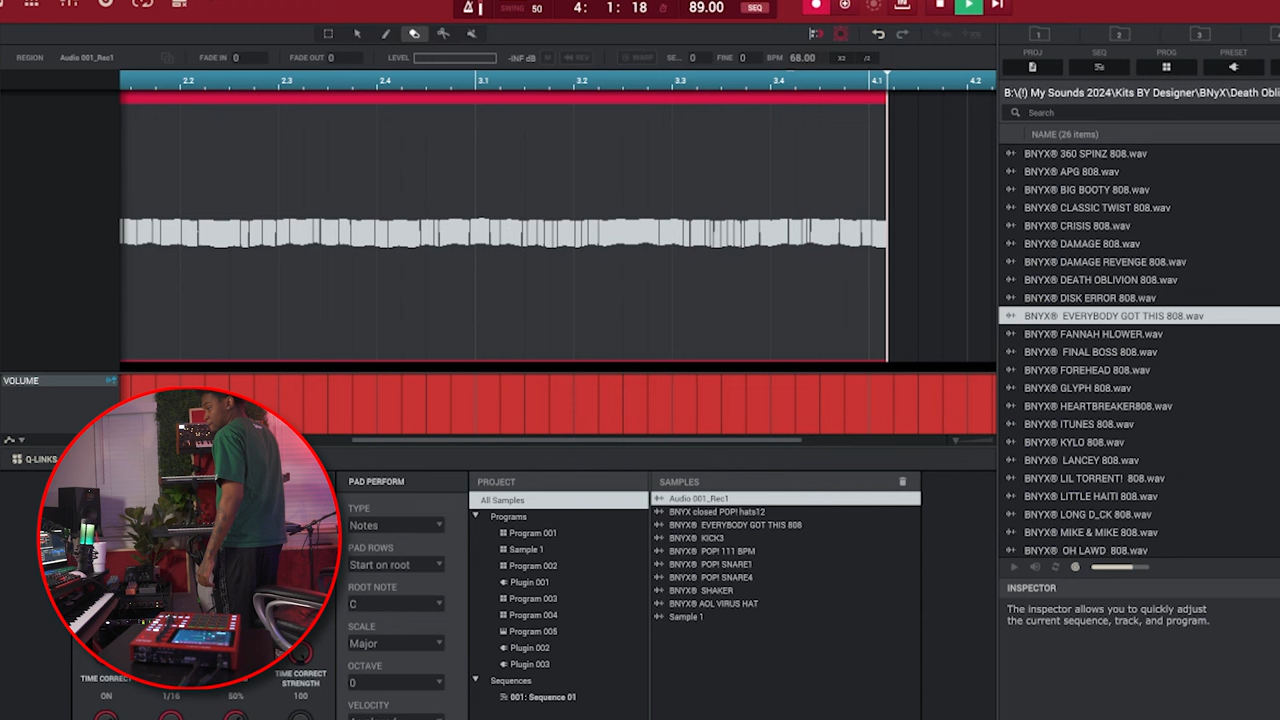 SWING 50 4: 1: 18 89.00 SEQ
1 2 3
REGION Audio 001_Rec1 FADE IN 0 FADE OUT 0 LEVEL -INF dB M REV WARP SE... 0 FINE 0 BPM 68.00 X2 /2
PROJ SEQ PROG PRESET
2.2 2.3 2.4 3.1 3.2 3.3 3.4 4.1 4.2
B:\(!) My Sounds 2024\Kits BY Designer\BNyX\Death Obli
Search
NAME (26 items)
BNYX® 360 SPINZ 808.wav
BNYX® APG 808.wav
BNYX® BIG BOOTY 808.wav
BNYX® CLASSIC TWIST 808.wav
BNYX® CRISIS 808.wav
BNYX® DAMAGE 808.wav
BNYX® DAMAGE REVENGE 808.wav
BNYX® DEATH OBLIVION 808.wav
BNYX® DISK ERROR 808.wav
BNYX® EVERYBODY GOT THIS 808.wav
BNYX® FANNAH HLOWER.wav
BNYX® FINAL BOSS 808.wav
BNYX® FOREHEAD 808.wav
BNYX® GLYPH 808.wav
BNYX® HEARTBREAKER808.wav
BNYX® ITUNES 808.wav
BNYX® KYLO 808.wav
BNYX® LANCEY 808.wav
BNYX® LIL TORRENT! 808.wav
BNYX® LITTLE HAITI 808.wav
BNYX® LONG D_CK 808.wav
BNYX® MIKE & MIKE 808.wav
BNYX® OH LAWD 808.wav
VOLUME
Q-LINKS
PAD PERFORM
TYPE
Notes
PAD ROWS
Start on root
ROOT NOTE
C
SCALE
Major
OCTAVE
0
VELOCITY
PROJECT
All Samples
Programs
Program 001
Sample 1
Program 002
Plugin 001
Program 003
Program 004
Program 005
Plugin 002
Plugin 003
Sequences
001: Sequence 01
SAMPLES
Audio 001_Rec1
BNYX closed POP! hats12
BNYX® EVERYBODY GOT THIS 808
BNYX® KICK3
BNYX® POP! 111 BPM
BNYX® POP! SNARE1
BNYX® POP! SNARE4
BNYX® SHAKER
BNYX® AOL VIRUS HAT
Sample 1
INSPECTOR
The inspector allows you to quickly adjust
the current sequence, track, and program.
TIME CORRECT
TIME CORRECT
STRENGTH
ON 1/16 50% 100